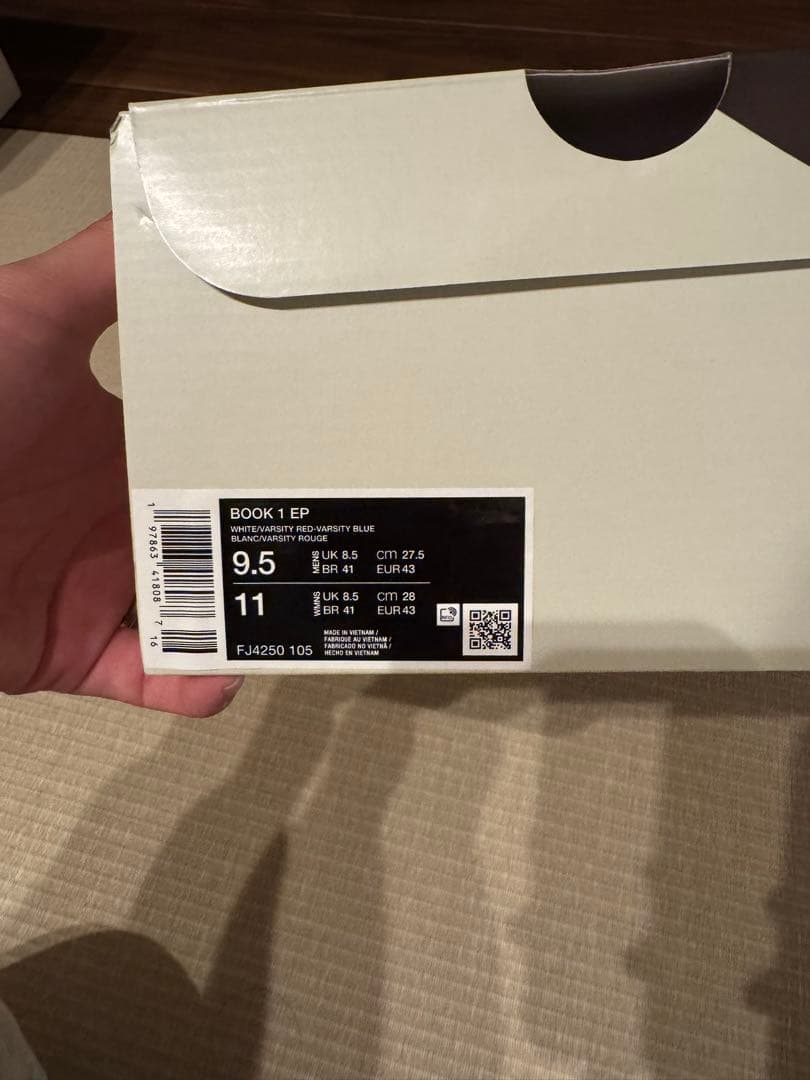 BOOK 1 EP
WHITE/VARSITY RED-VARSITY BLUE
BLANC/VARSITY ROUGE
9.5 MENS UK 8.5 cm 27.5
BR 41 EUR 43
11 WMNS UK 8.5 cm 28
BR 41 EUR 43
FJ4250 105
MADE IN VIETNAM /
FABRIQUÉ AU VIETNAM /
FABRICADO NO VIETNÃ /
HECHO EN VIETNAM
1 97863 41808 7 16